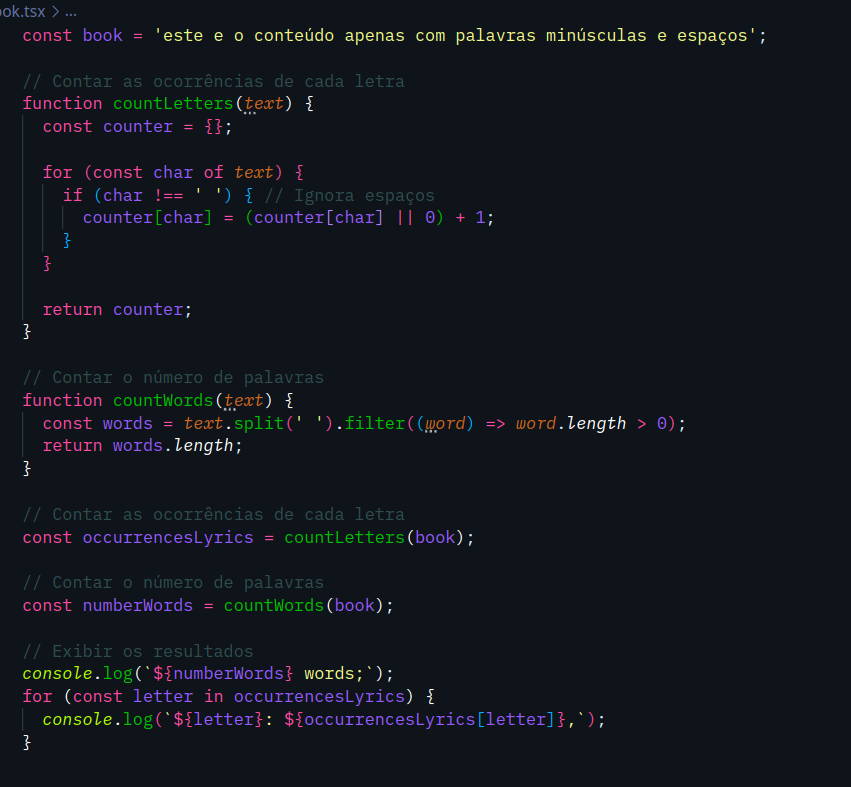 ook.tsx > ...
const book = 'este e o conteúdo apenas com palavras minúsculas e espaços';
// Contar as ocorrências de cada letra
function countLetters(text) {
const counter = {};
for (const char of text) {
if (char !== ' ') { // Ignora espaços
counter[char] = (counter[char] || 0) + 1;
}
}
return counter;
}
// Contar o número de palavras
function countWords(text) {
const words = text.split(' ').filter((word) => word.length > 0);
return words.length;
}
// Contar as ocorrências de cada letra
const occurrencesLyrics = countLetters(book);
// Contar o número de palavras
const numberWords = countWords(book);
// Exibir os resultados
console.log(`${numberWords} words;`);
for (const letter in occurrencesLyrics) {
console.log(`${letter}: ${occurrencesLyrics[letter]},`);
}